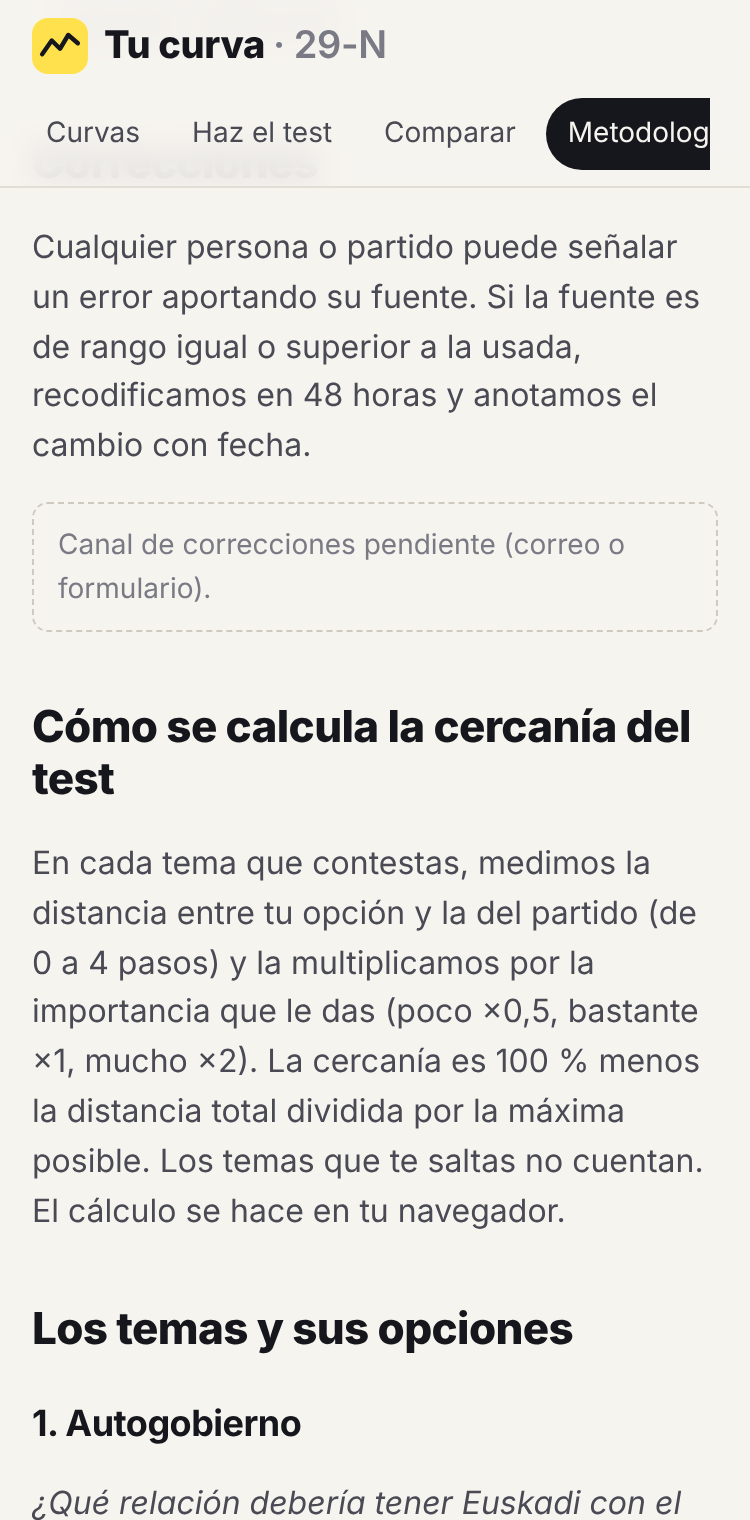 Tu curva · 29-N
Curvas Haz el test Comparar Metodolog
Correcciones
Cualquier persona o partido puede señalar
un error aportando su fuente. Si la fuente es
de rango igual o superior a la usada,
recodificamos en 48 horas y anotamos el
cambio con fecha.
Canal de correcciones pendiente (correo o
formulario).
Cómo se calcula la cercanía del
test
En cada tema que contestas, medimos la
distancia entre tu opción y la del partido (de
0 a 4 pasos) y la multiplicamos por la
importancia que le das (poco ×0,5, bastante
×1, mucho ×2). La cercanía es 100 % menos
la distancia total dividida por la máxima
posible. Los temas que te saltas no cuentan.
El cálculo se hace en tu navegador.
Los temas y sus opciones
1. Autogobierno
¿Qué relación debería tener Euskadi con el